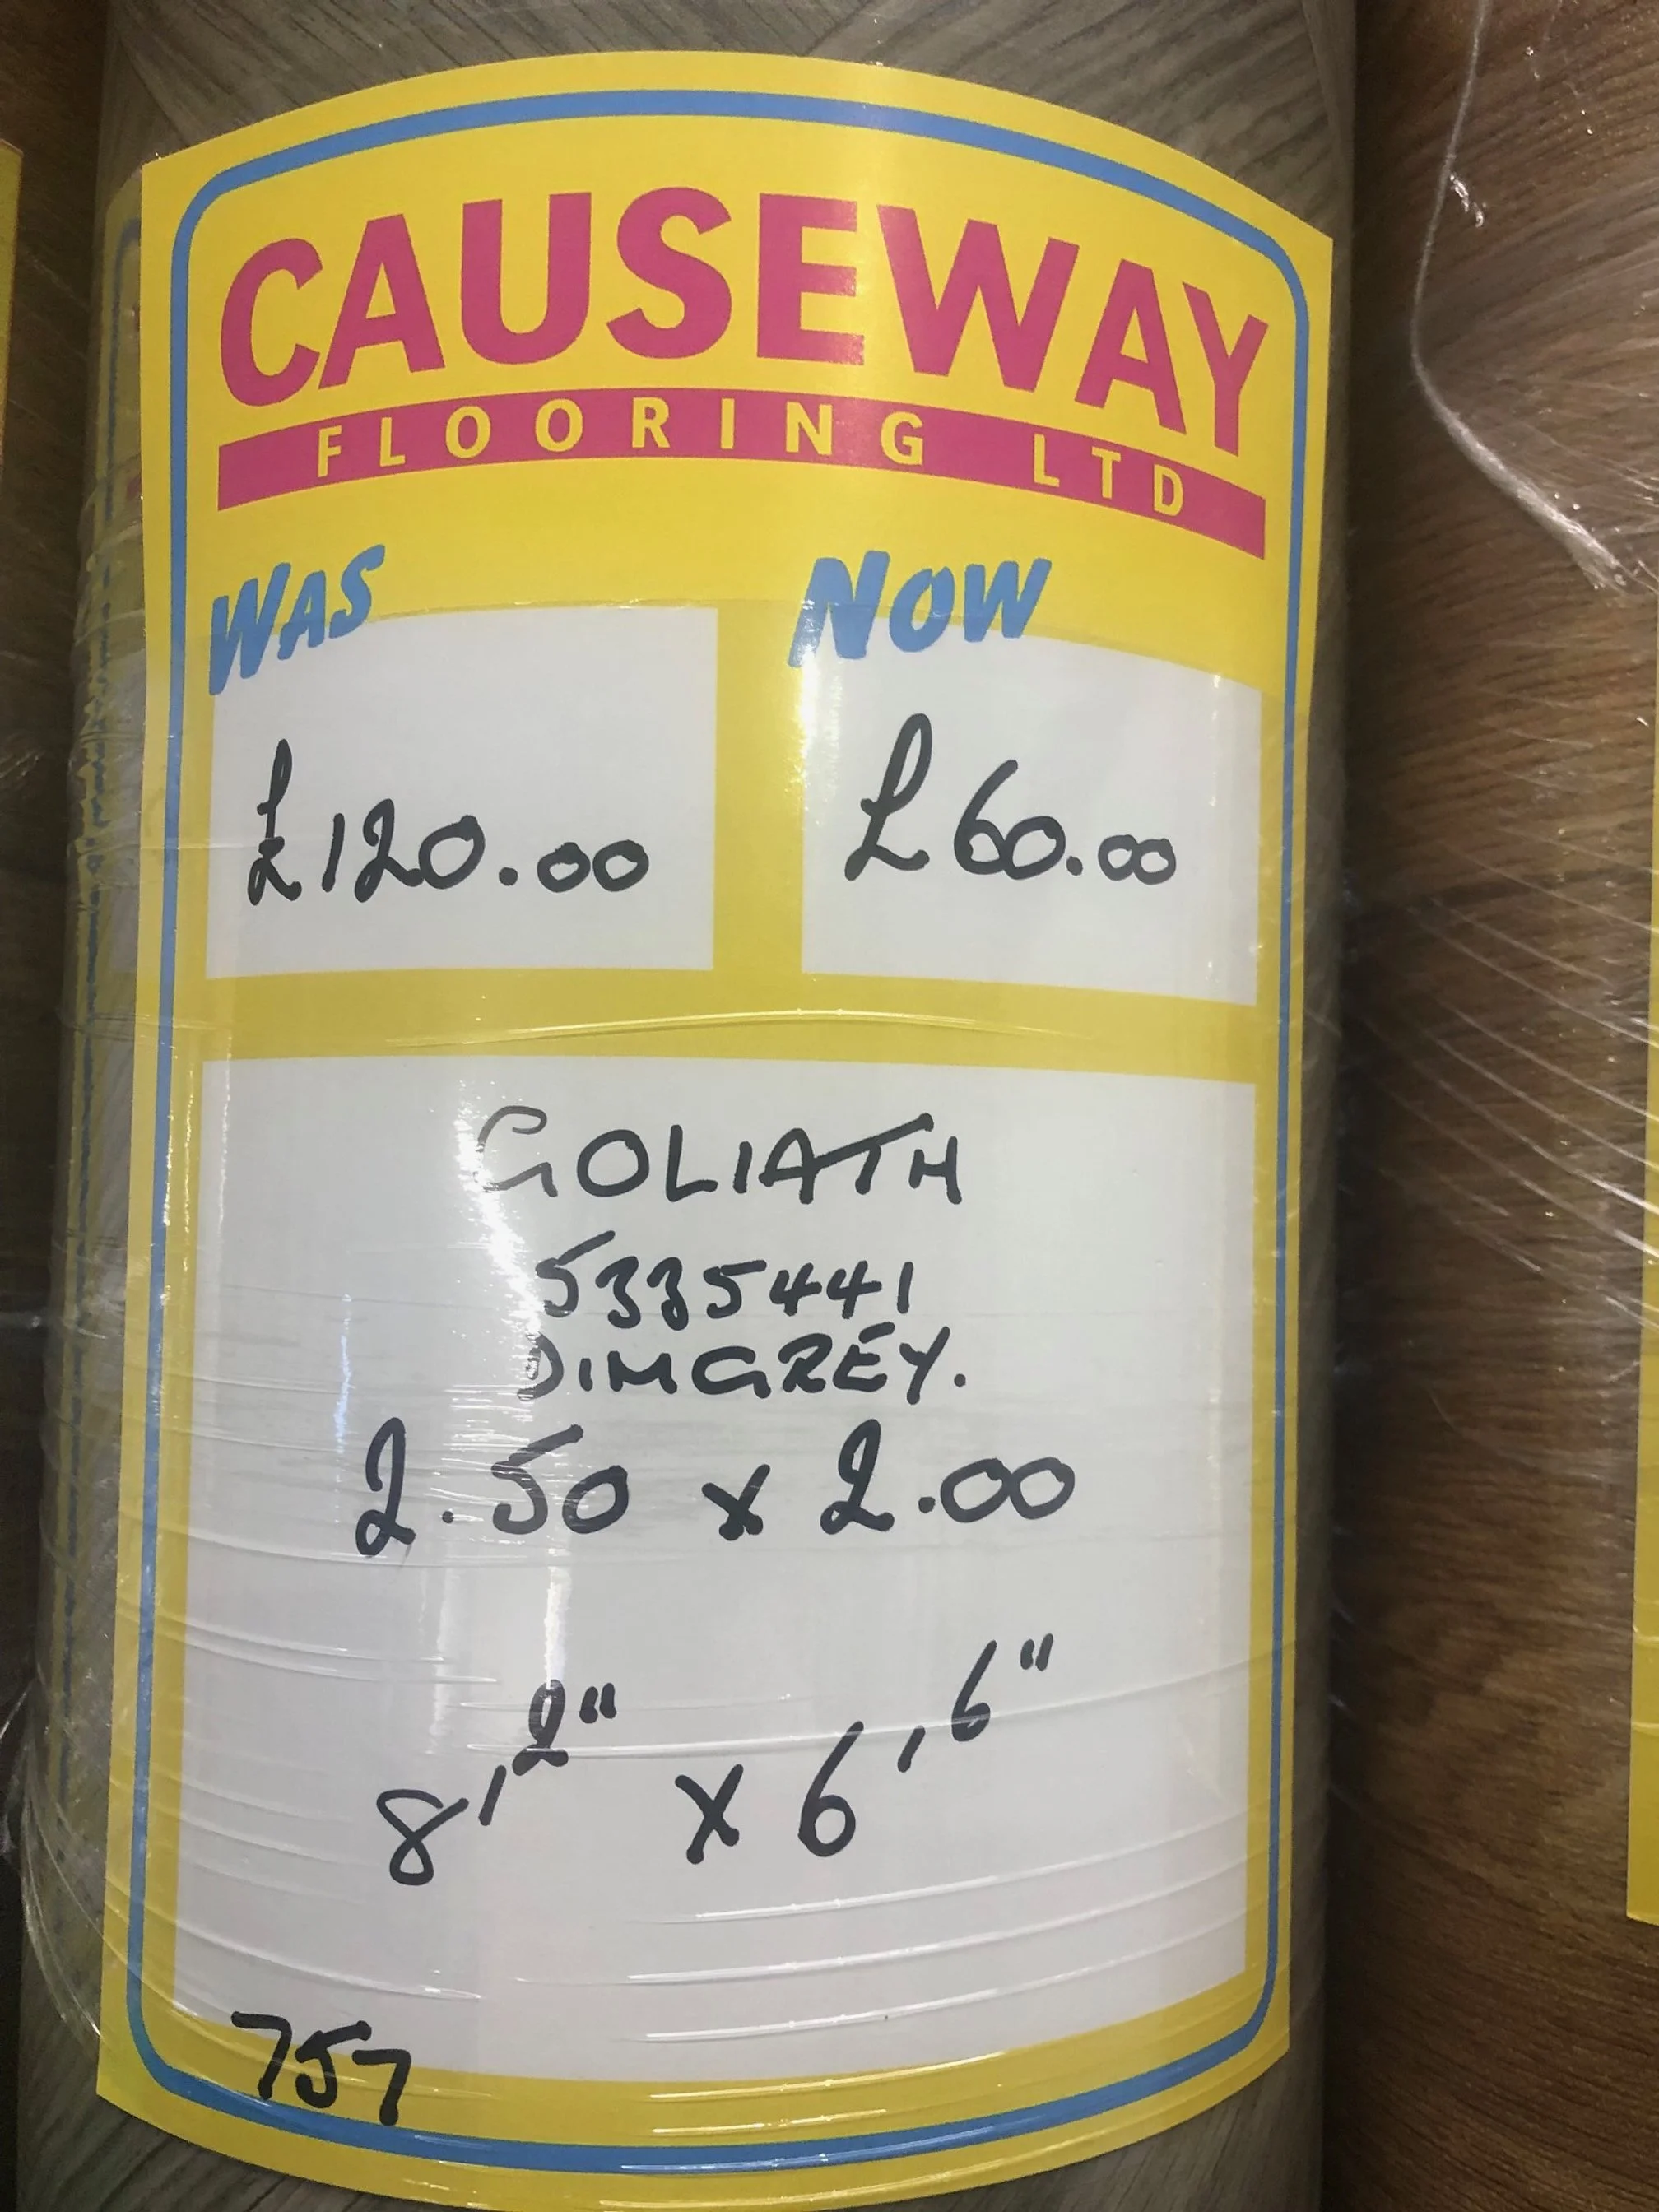 CAUSEWAY
FLOORING LTD
WAS NOW
£120.00 £60.00
GOLIATH
5335441
DIMGREY.
2.50 x 2.00
8'2" x 6'6"
757